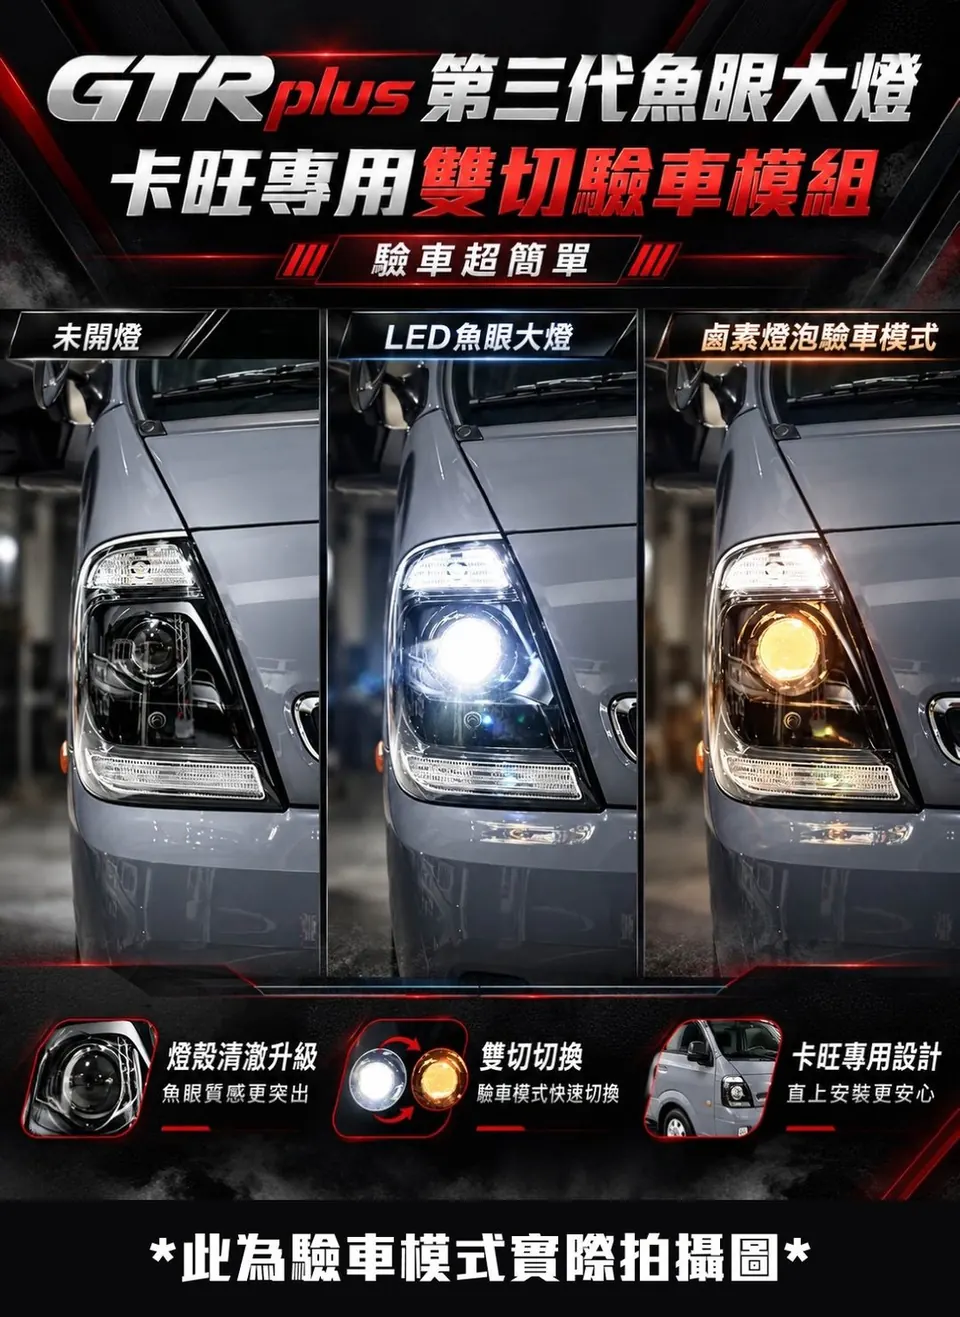 GTR plus 第三代魚眼大燈
卡旺專用雙切驗車模組
驗車超簡單
未開燈
LED魚眼大燈
鹵素燈泡驗車模式
燈殼清澈升級
魚眼質感更突出
雙切切換
驗車模式快速切換
卡旺專用設計
直上安裝更安心
*此為驗車模式實際拍攝圖*